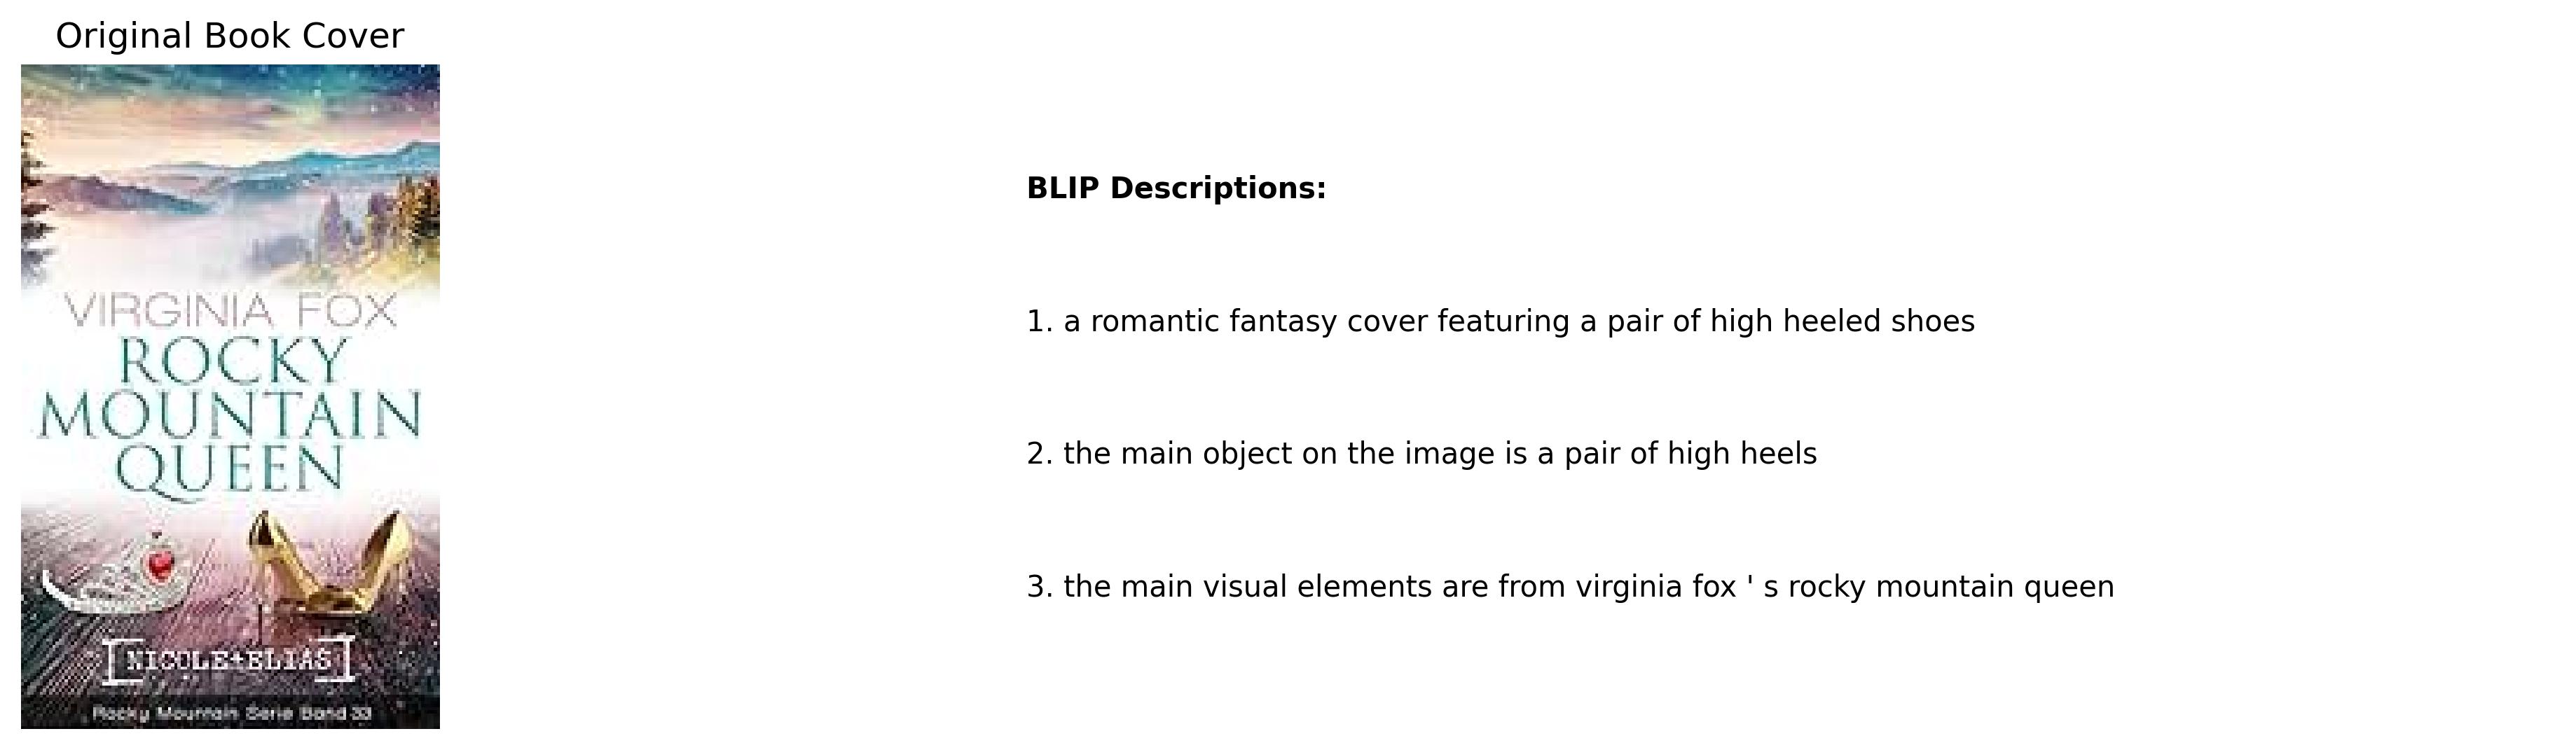 Original Book Cover
VIRGINIA FOX
ROCKY
MOUNTAIN
QUEEN
NICOLE+ELIAS
Rocky Mountain Serie Band
BLIP Descriptions:
1. a romantic fantasy cover featuring a pair of high heeled shoes
2. the main object on the image is a pair of high heels
3. the main visual elements are from virginia fox ' s rocky mountain queen